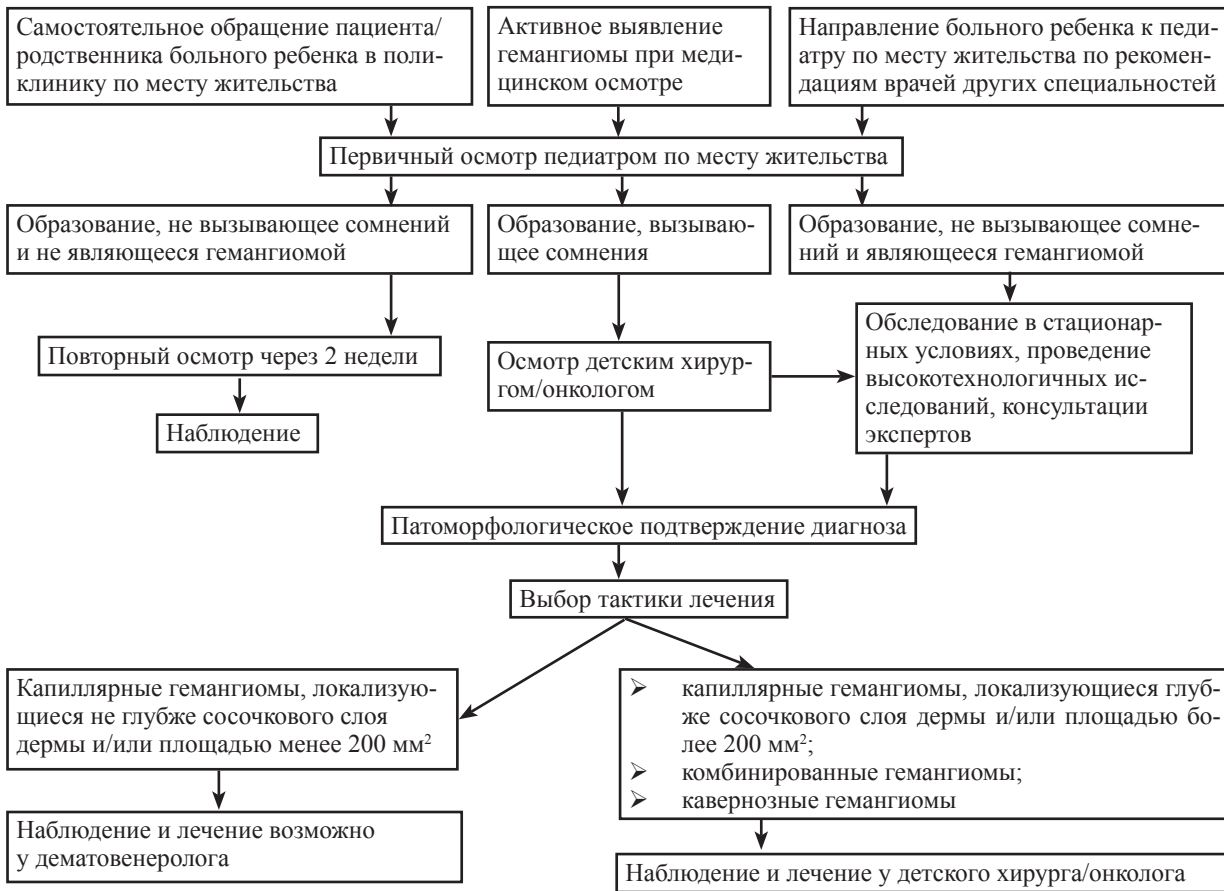 Самостоятельное обращение пациента/
родственника больного ребенка в поли-
клинику по месту жительства
Активное выявление
гемангиомы при меди-
цинском осмотре
Направление больного ребенка к педи-
атру по месту жительства по рекомен-
дациям врачей других специальностей
Первичный осмотр педиатром по месту жительства
Образование, не вызывающее сомнений
и не являющееся гемангиомой
Образование, вызываю-
щее сомнения
Образование, не вызывающее сомне-
ний и являющееся гемангиомой
Повторный осмотр через 2 недели
Наблюдение
Осмотр детским хирур-
гом/онкологом
Обследование в стационар-
ных условиях, проведение
высокотехнологичных ис-
следований, консультации
экспертов
Патоморфологическое подтверждение диагноза
Выбор тактики лечения
Капиллярные гемангиомы, локализую-
щиеся не глубже сосочкового слоя
дермы и/или площадью менее 200 мм²
➢ капиллярные гемангиомы, локализующиеся глуб-
же сосочкового слоя дермы и/или площадью бо-
лее 200 мм²;
➢ комбинированные гемангиомы;
➢ кавернозные гемангиомы
Наблюдение и лечение возможно
у дематовенеролога
Наблюдение и лечение у детского хирурга/онколога